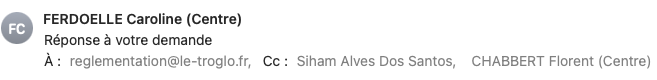 FC
FERDOELLE Caroline (Centre)
Réponse à votre demande
À : reglementation@le-troglo.fr, Cc : Siham Alves Dos Santos, CHABBERT Florent (Centre)